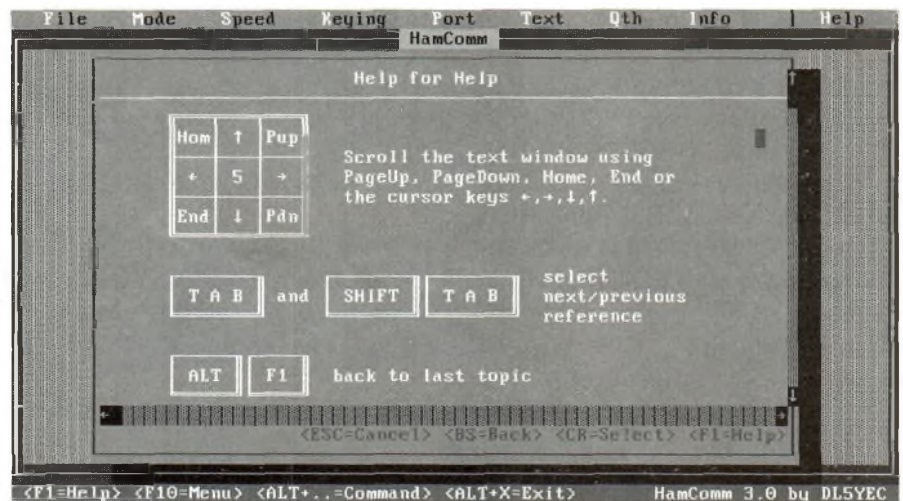 File Mode Speed Keying Port Text Qth Info | Help
HamComm
Help for Help
Hom ↑ Pup
← 5 →
End ↓ Pdn
Scroll the text window using
PageUp, PageDown, Home, End or
the cursor keys ←,→,↓,↑.
T A B and SHIFT T A B
select
next/previous
reference
ALT F1 back to last topic
<ESC=Cancel> <BS=Back> <CR=Select> <F1=Help>
<F1=Help> <F10=Menu> <ALT+..=Command> <ALT+X=Exit> HamComm 3.0 by DL5YEC